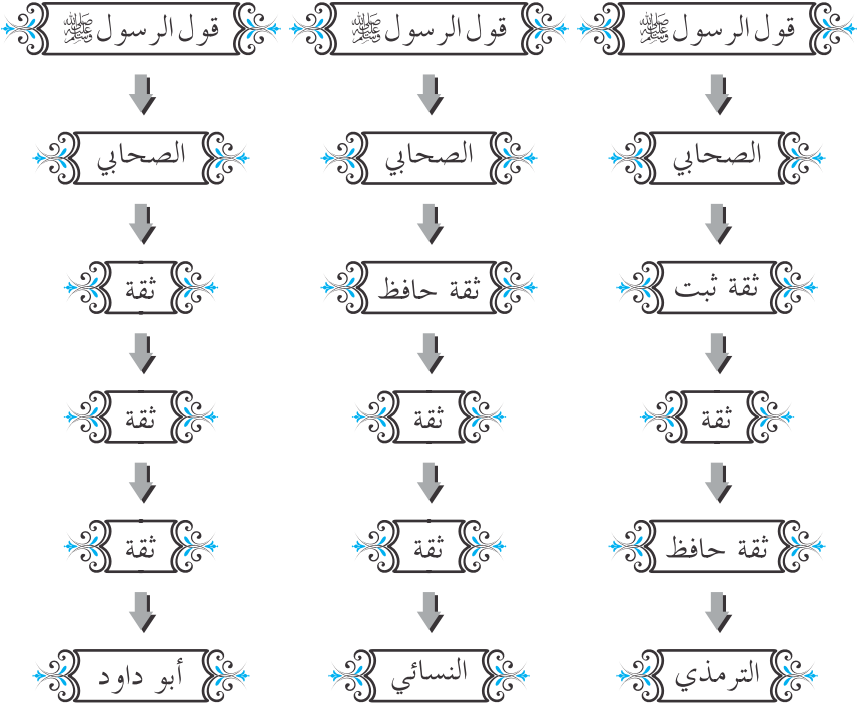 قول الرسول ﷺ
الصحابي
ثقة ثبت
ثقة
ثقة حافظ
الترمذي
قول الرسول ﷺ
الصحابي
ثقة حافظ
ثقة
ثقة
النسائي
قول الرسول ﷺ
الصحابي
ثقة
ثقة
ثقة
أبو داود